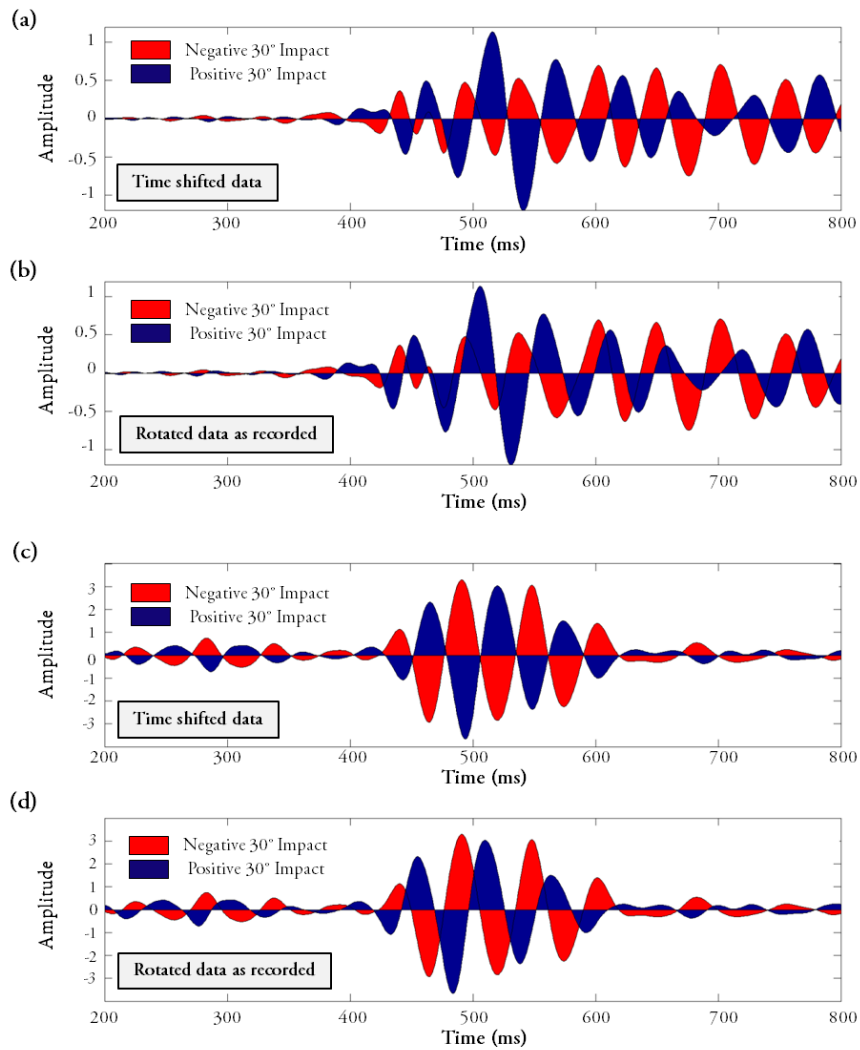 (a)
1
0.5
0
-0.5
-1
Amplitude
Negative 30° Impact
Positive 30° Impact
Time shifted data
200 300 400 500 600 700 800
Time (ms)
(b)
1
0.5
0
-0.5
-1
Amplitude
Negative 30° Impact
Positive 30° Impact
Rotated data as recorded
200 300 400 500 600 700 800
Time (ms)
(c)
3
2
1
0
-1
-2
-3
Amplitude
Negative 30° Impact
Positive 30° Impact
Time shifted data
200 300 400 500 600 700 800
Time (ms)
(d)
3
2
1
0
-1
-2
-3
Amplitude
Negative 30° Impact
Positive 30° Impact
Rotated data as recorded
200 300 400 500 600 700 800
Time (ms)